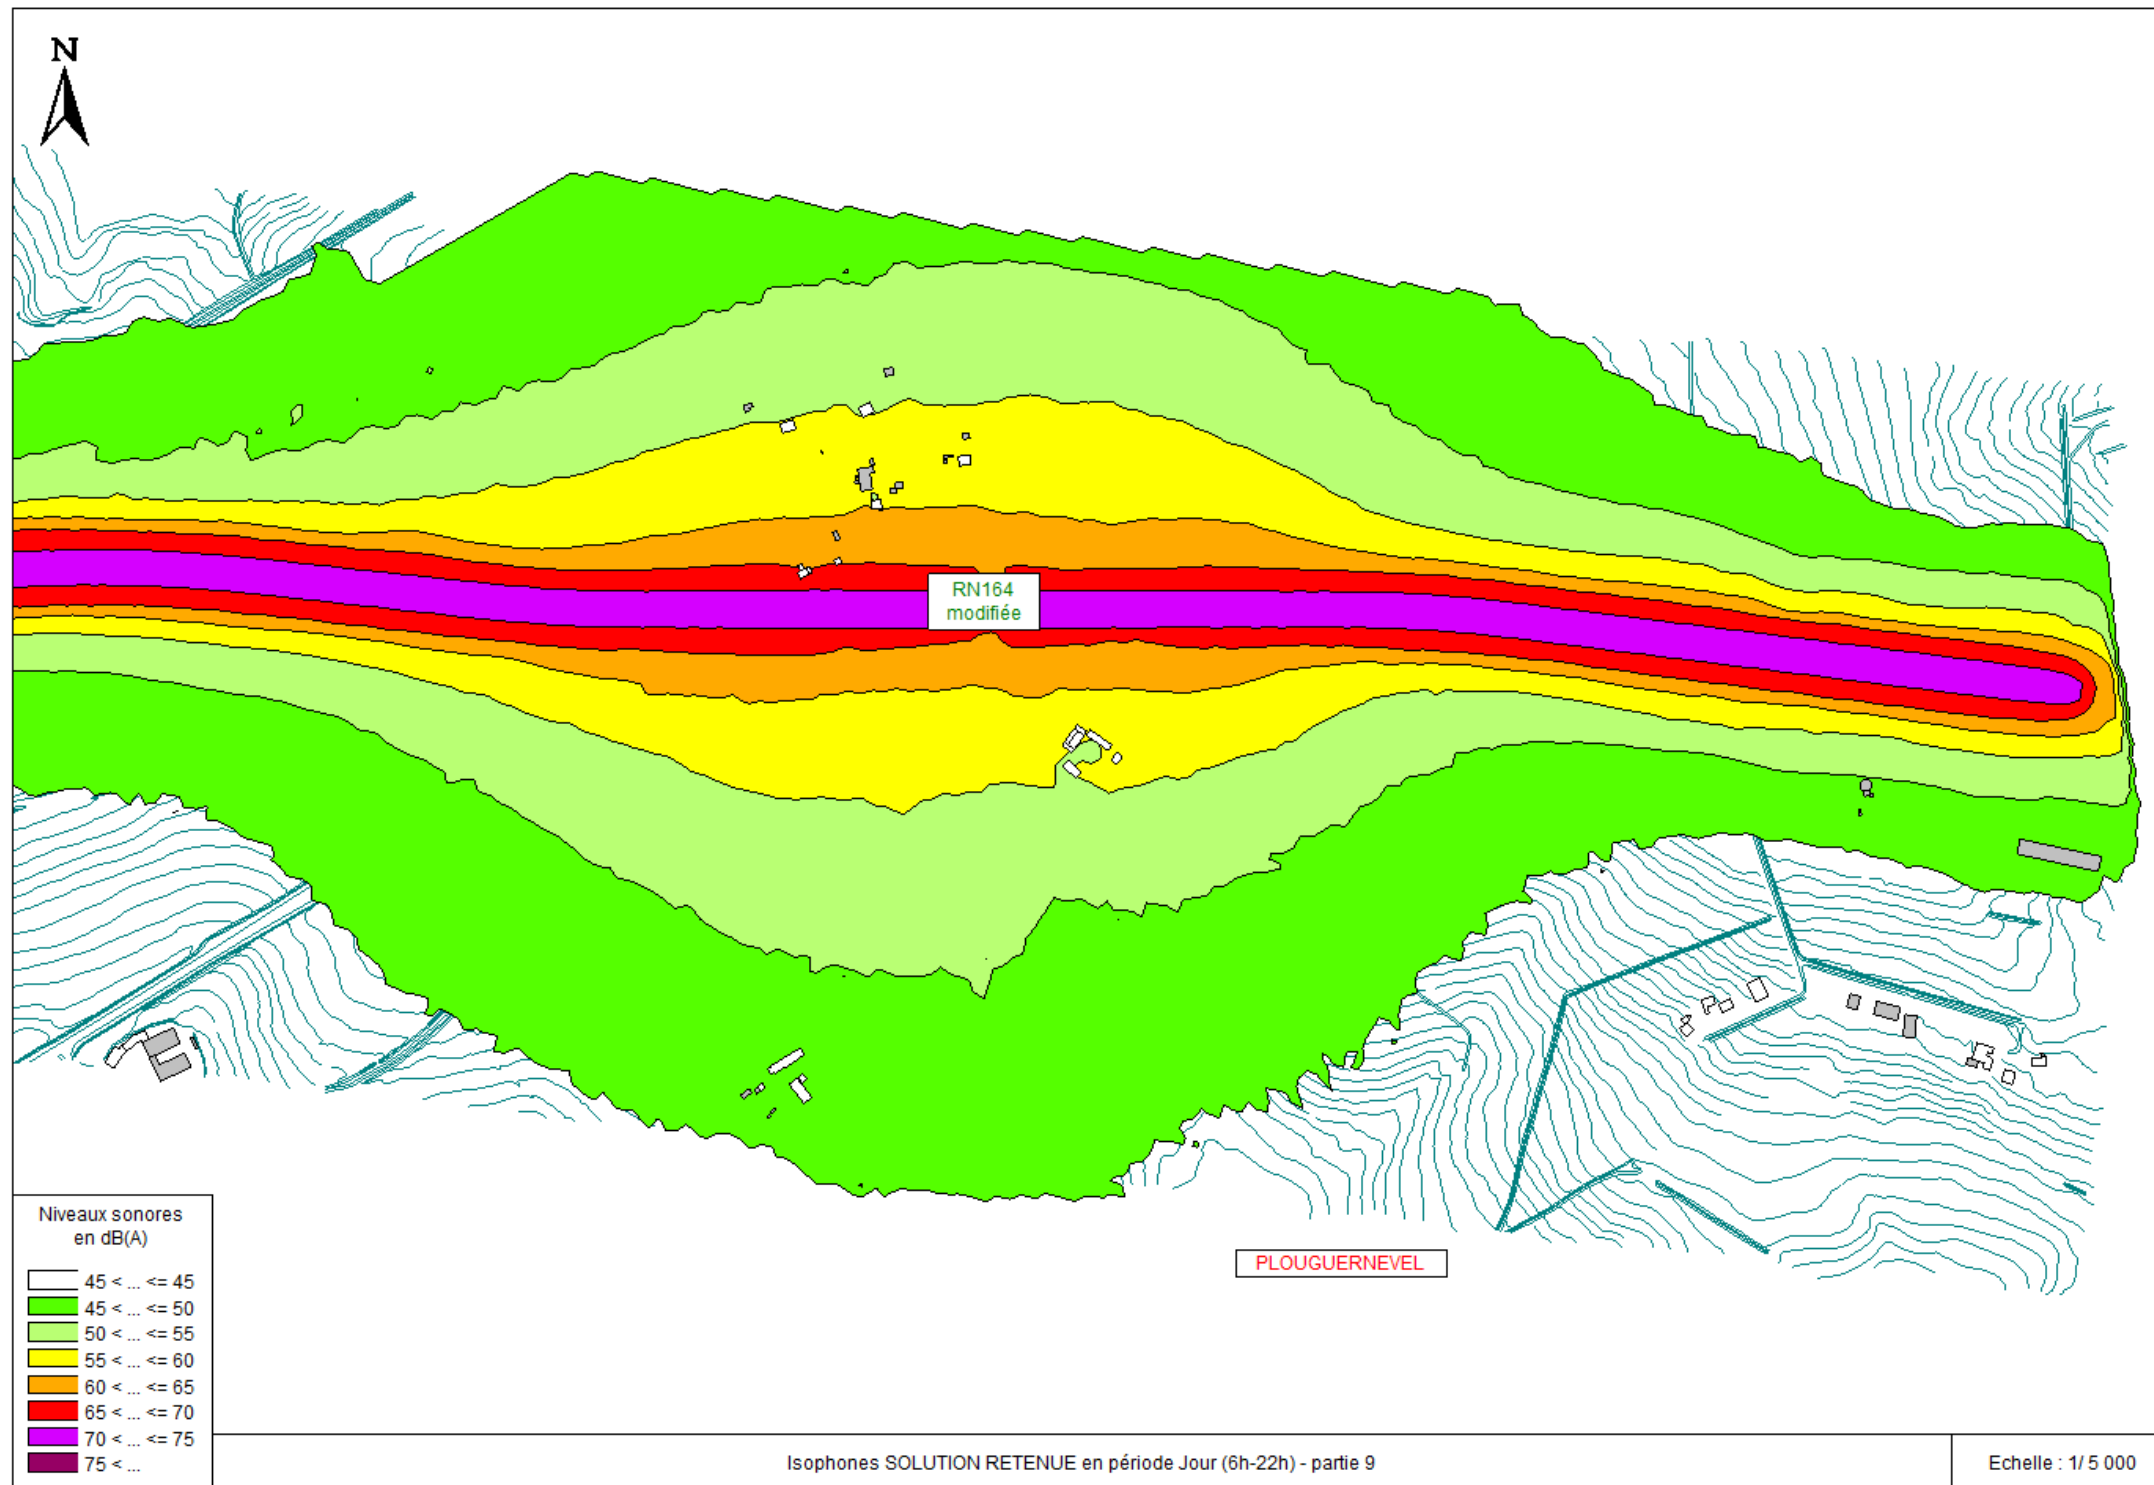 N
RN164
modifiée
PLOUGUERNEVEL
Niveaux sonores
en dB(A)
45 < ... <= 45
45 < ... <= 50
50 < ... <= 55
55 < ... <= 60
60 < ... <= 65
65 < ... <= 70
70 < ... <= 75
75 < ...
Isophones SOLUTION RETENUE en période Jour (6h-22h) - partie 9
Echelle : 1/ 5 000